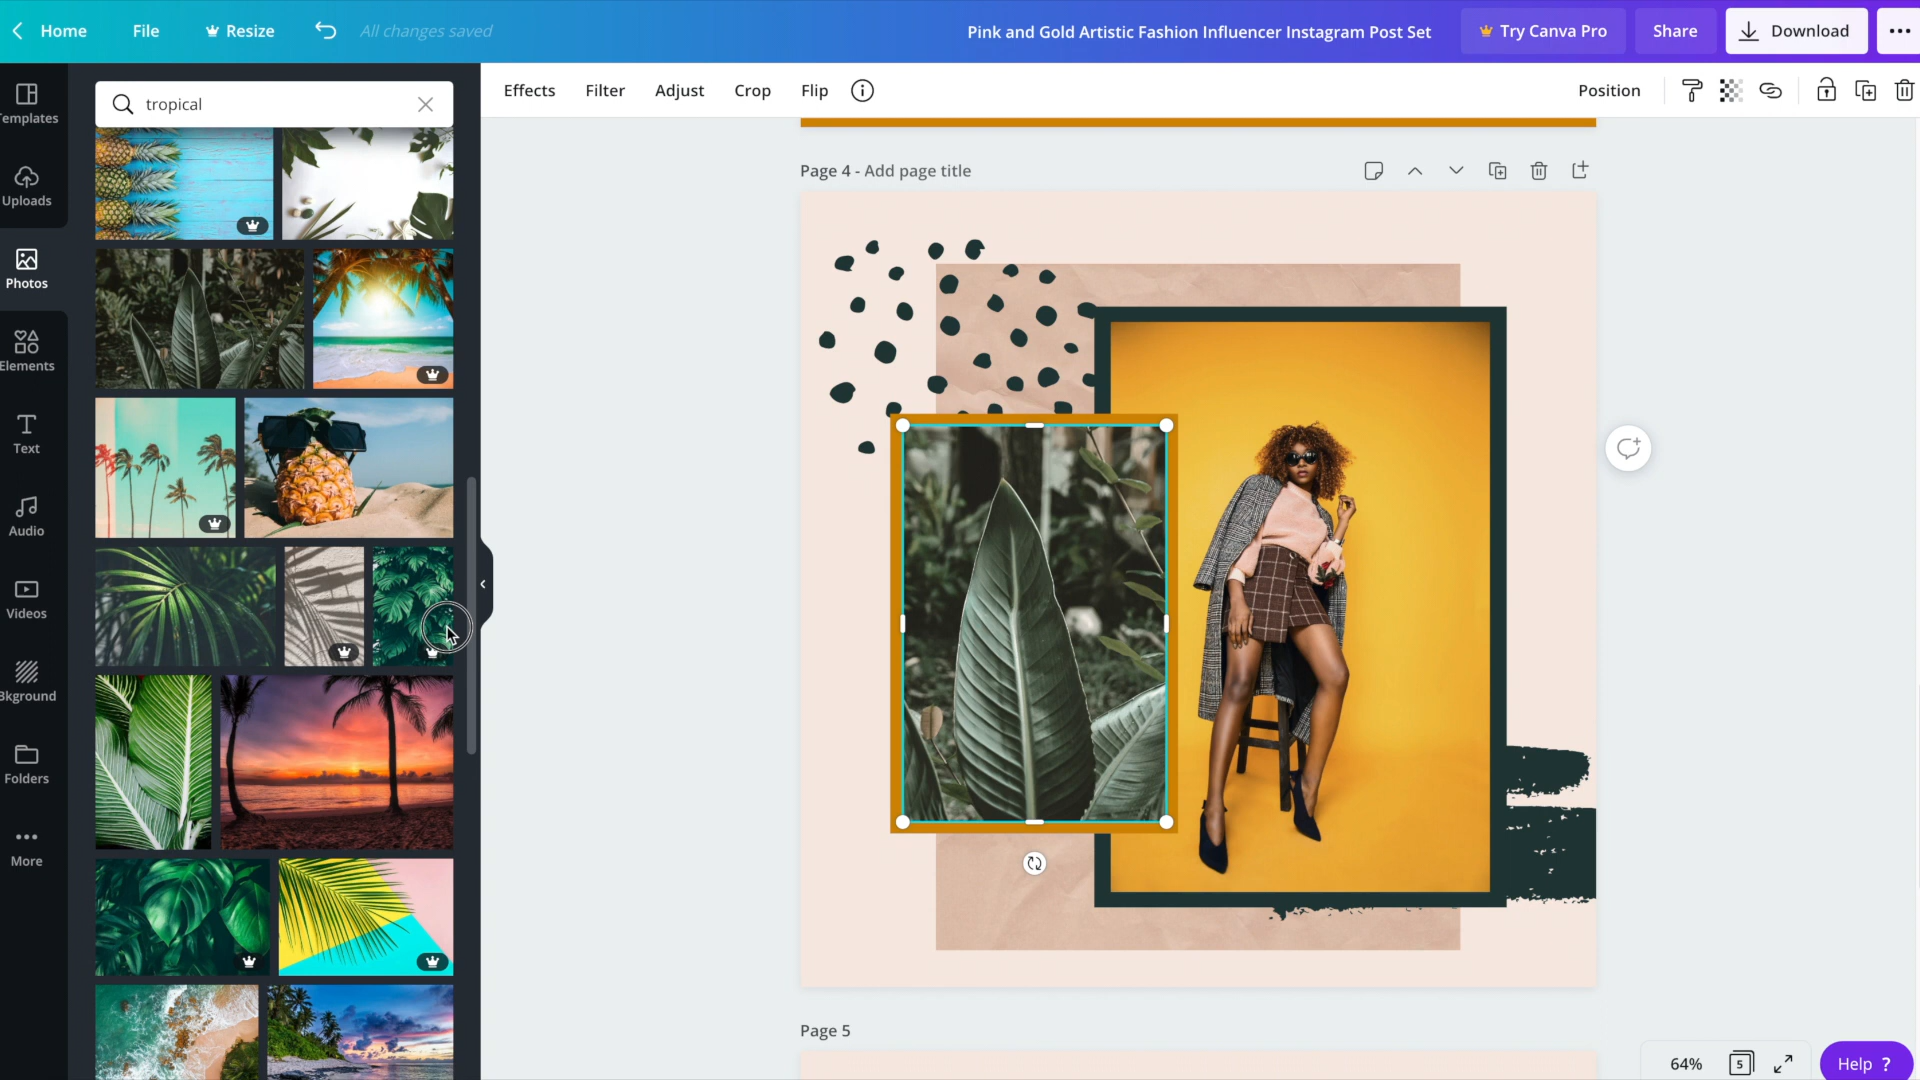 Home File Resize All changes saved Pink and Gold Artistic Fashion Influencer Instagram Post Set Try Canva Pro Share Download
tropical
Effects Filter Adjust Crop Flip Position
Templates
Uploads
Photos
Elements
Text
Audio
Videos
Bkground
Folders
More
Page 4 - Add page title
Page 5
64% 5 Help ?